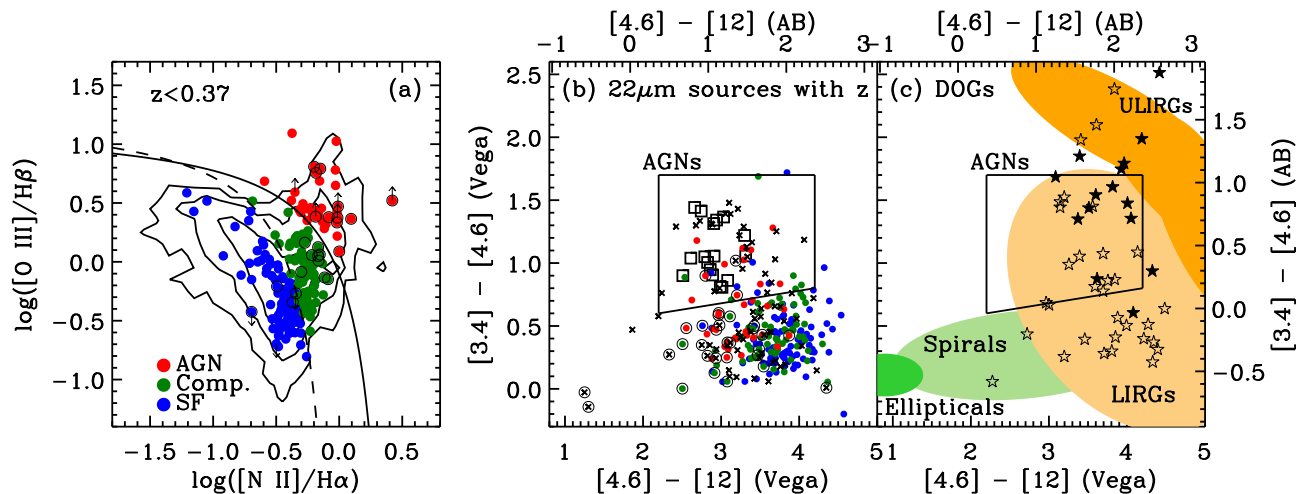 [4.6] − [12] (AB)
[4.6] − [12] (AB)
−1 0 1 2 3
−1 0 1 2 3
z<0.37
(a)
(b) 22μm sources with z
(c) DOGs
1.5
1.0
0.5
0.0
−0.5
−1.0
log([O III]/Hβ)
AGN
Comp.
SF
−1.5 −1.0 −0.5 0.0 0.5
log([N II]/Hα)
2.5
2.0
1.5
1.0
0.5
0.0
[3.4] − [4.6] (Vega)
AGNs
1 2 3 4 5
[4.6] − [12] (Vega)
ULIRGs
AGNs
Spirals
Ellipticals
LIRGs
1 2 3 4 5
[4.6] − [12] (Vega)
1.5
1.0
0.5
0.0
−0.5
[3.4] − [4.6] (AB)